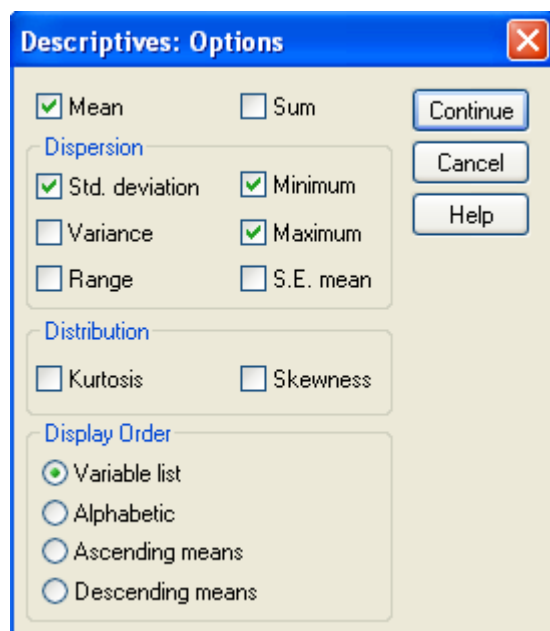 Descriptives: Options
Mean Sum
Continue
Dispersion
Cancel
Std. deviation Minimum
Help
Variance Maximum
Range S.E. mean
Distribution
Kurtosis Skewness
Display Order
Variable list
Alphabetic
Ascending means
Descending means